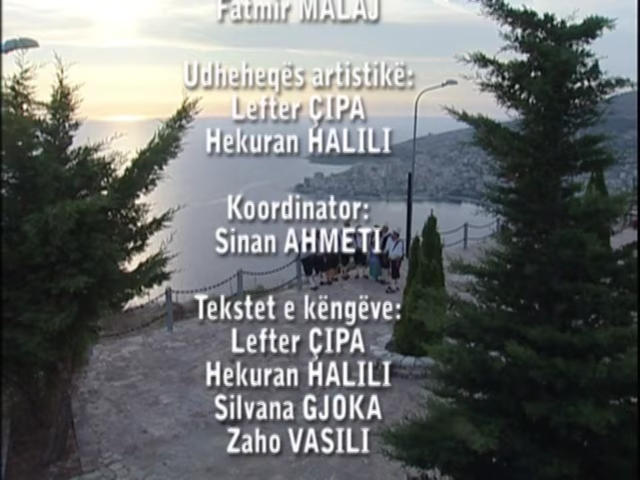 Fatmir MALAJ
Udheheqës artistikë:
Lefter ÇIPA
Hekuran HALILI
Koordinator:
Sinan AHMETI
Tekstet e këngëve:
Lefter ÇIPA
Hekuran HALILI
Silvana GJOKA
Zaho VASILI